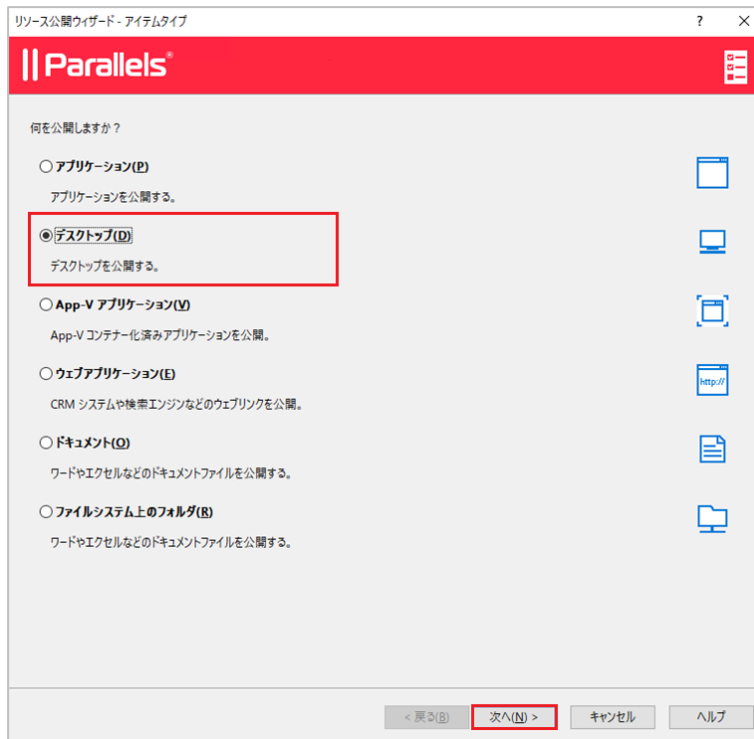 リソース公開ウィザード - アイテムタイプ
? ×
Parallels®
何を公開しますか？
アプリケーション(P)
アプリケーションを公開する。
デスクトップ(D)
デスクトップを公開する。
App-V アプリケーション(V)
App-V コンテナー化済みアプリケーションを公開。
ウェブアプリケーション(E)
http://
CRM システムや検索エンジンなどのウェブリンクを公開。
ドキュメント(O)
ワードやエクセルなどのドキュメントファイルを公開する。
ファイルシステム上のフォルダ(R)
ワードやエクセルなどのドキュメントファイルを公開する。
< 戻る(B) 次へ(N) > キャンセル ヘルプ